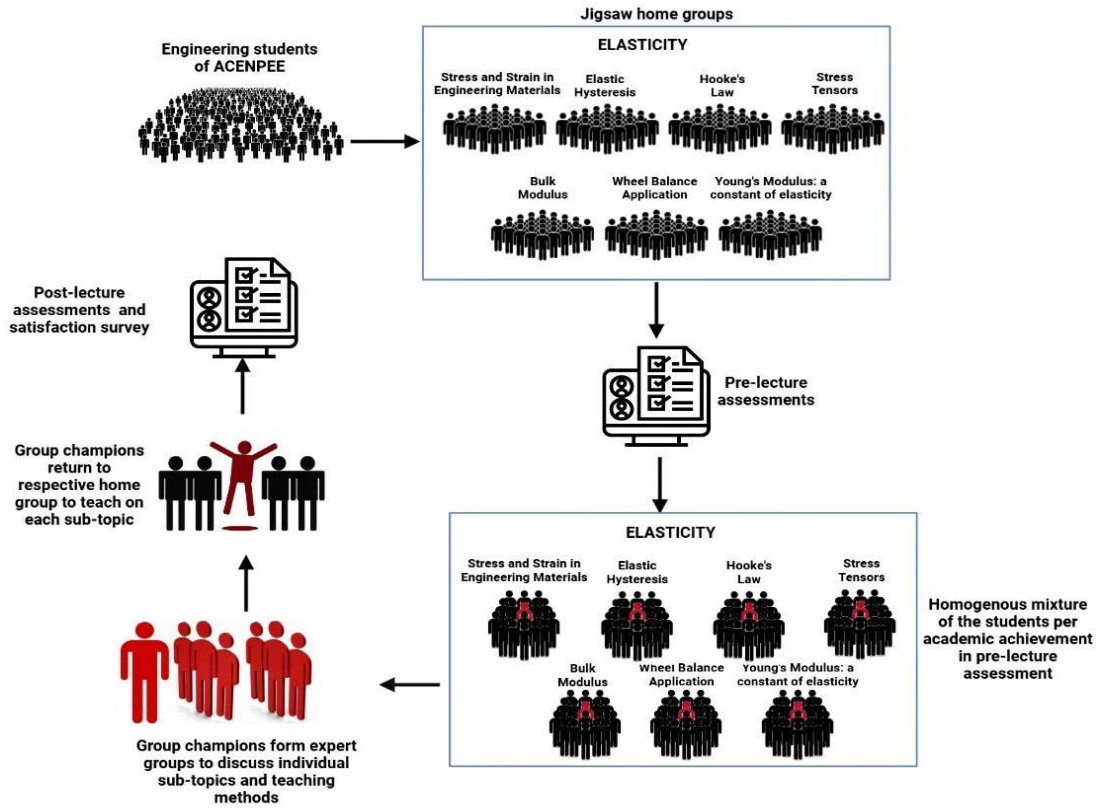 Jigsaw home groups
Engineering students
of ACENPEE
ELASTICITY
Stress and Strain in
Engineering Materials
Elastic
Hysteresis
Hooke's
Law
Stress
Tensors
Bulk
Modulus
Wheel Balance
Application
Young's Modulus: a
constant of elasticity
Pre-lecture
assessments
ELASTICITY
Stress and Strain in
Engineering Materials
Elastic
Hysteresis
Hooke's
Law
Stress
Tensors
Bulk
Modulus
Wheel Balance
Application
Young's Modulus: a
constant of elasticity
Homogenous mixture
of the students per
academic achievement
in pre-lecture
assessment
Group champions form expert
groups to discuss individual
sub-topics and teaching
methods
Group champions
return to
respective home
group to teach on
each sub-topic
Post-lecture
assessments and
satisfaction survey